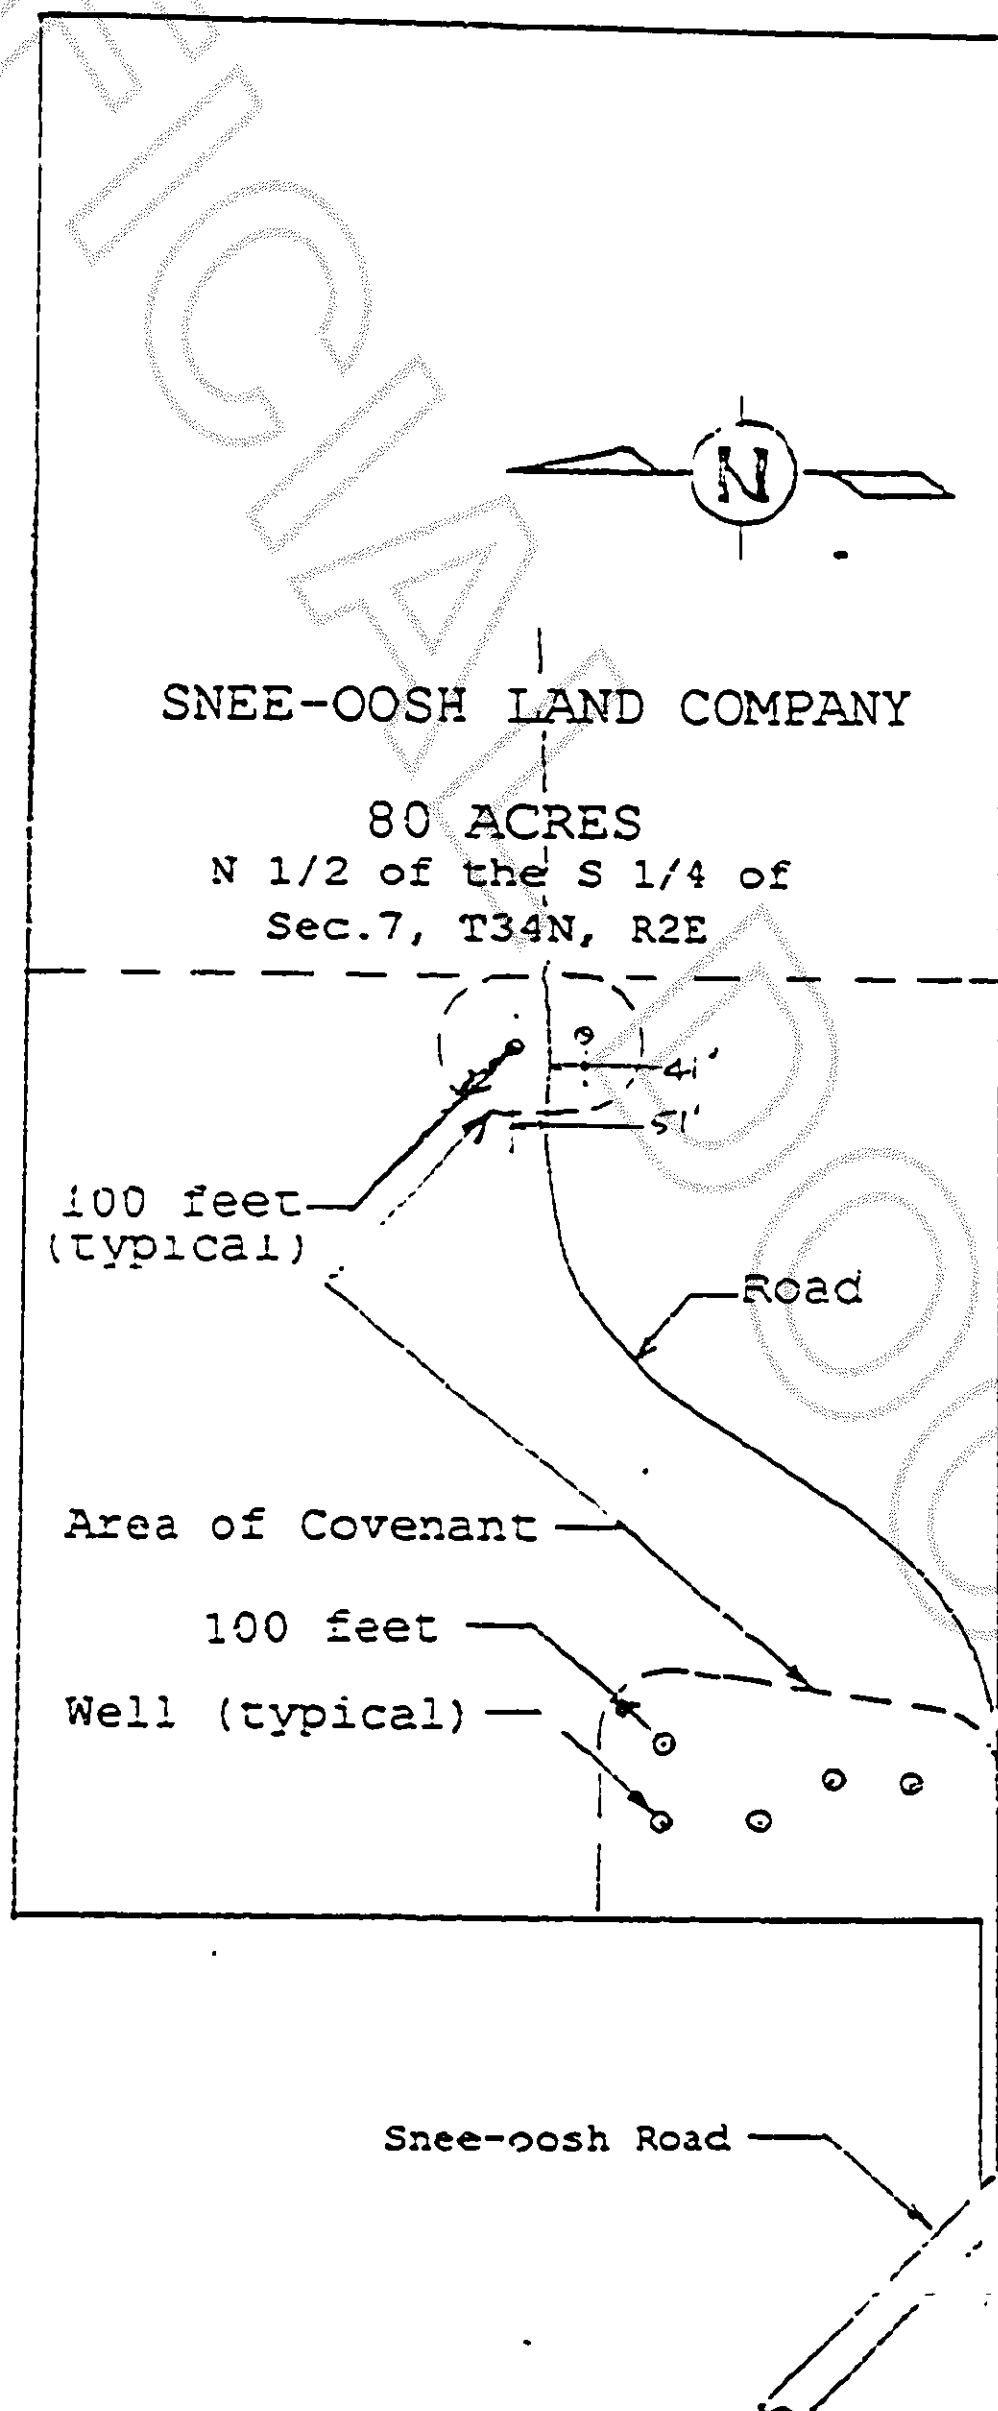 N
SNEE-OOSH LAND COMPANY
80 ACRES
N 1/2 of the S 1/4 of
Sec.7, T34N, R2E
41'
51'
100 feet
(typical)
Road
Area of Covenant
100 feet
Well (typical)
Snee-oosh Road